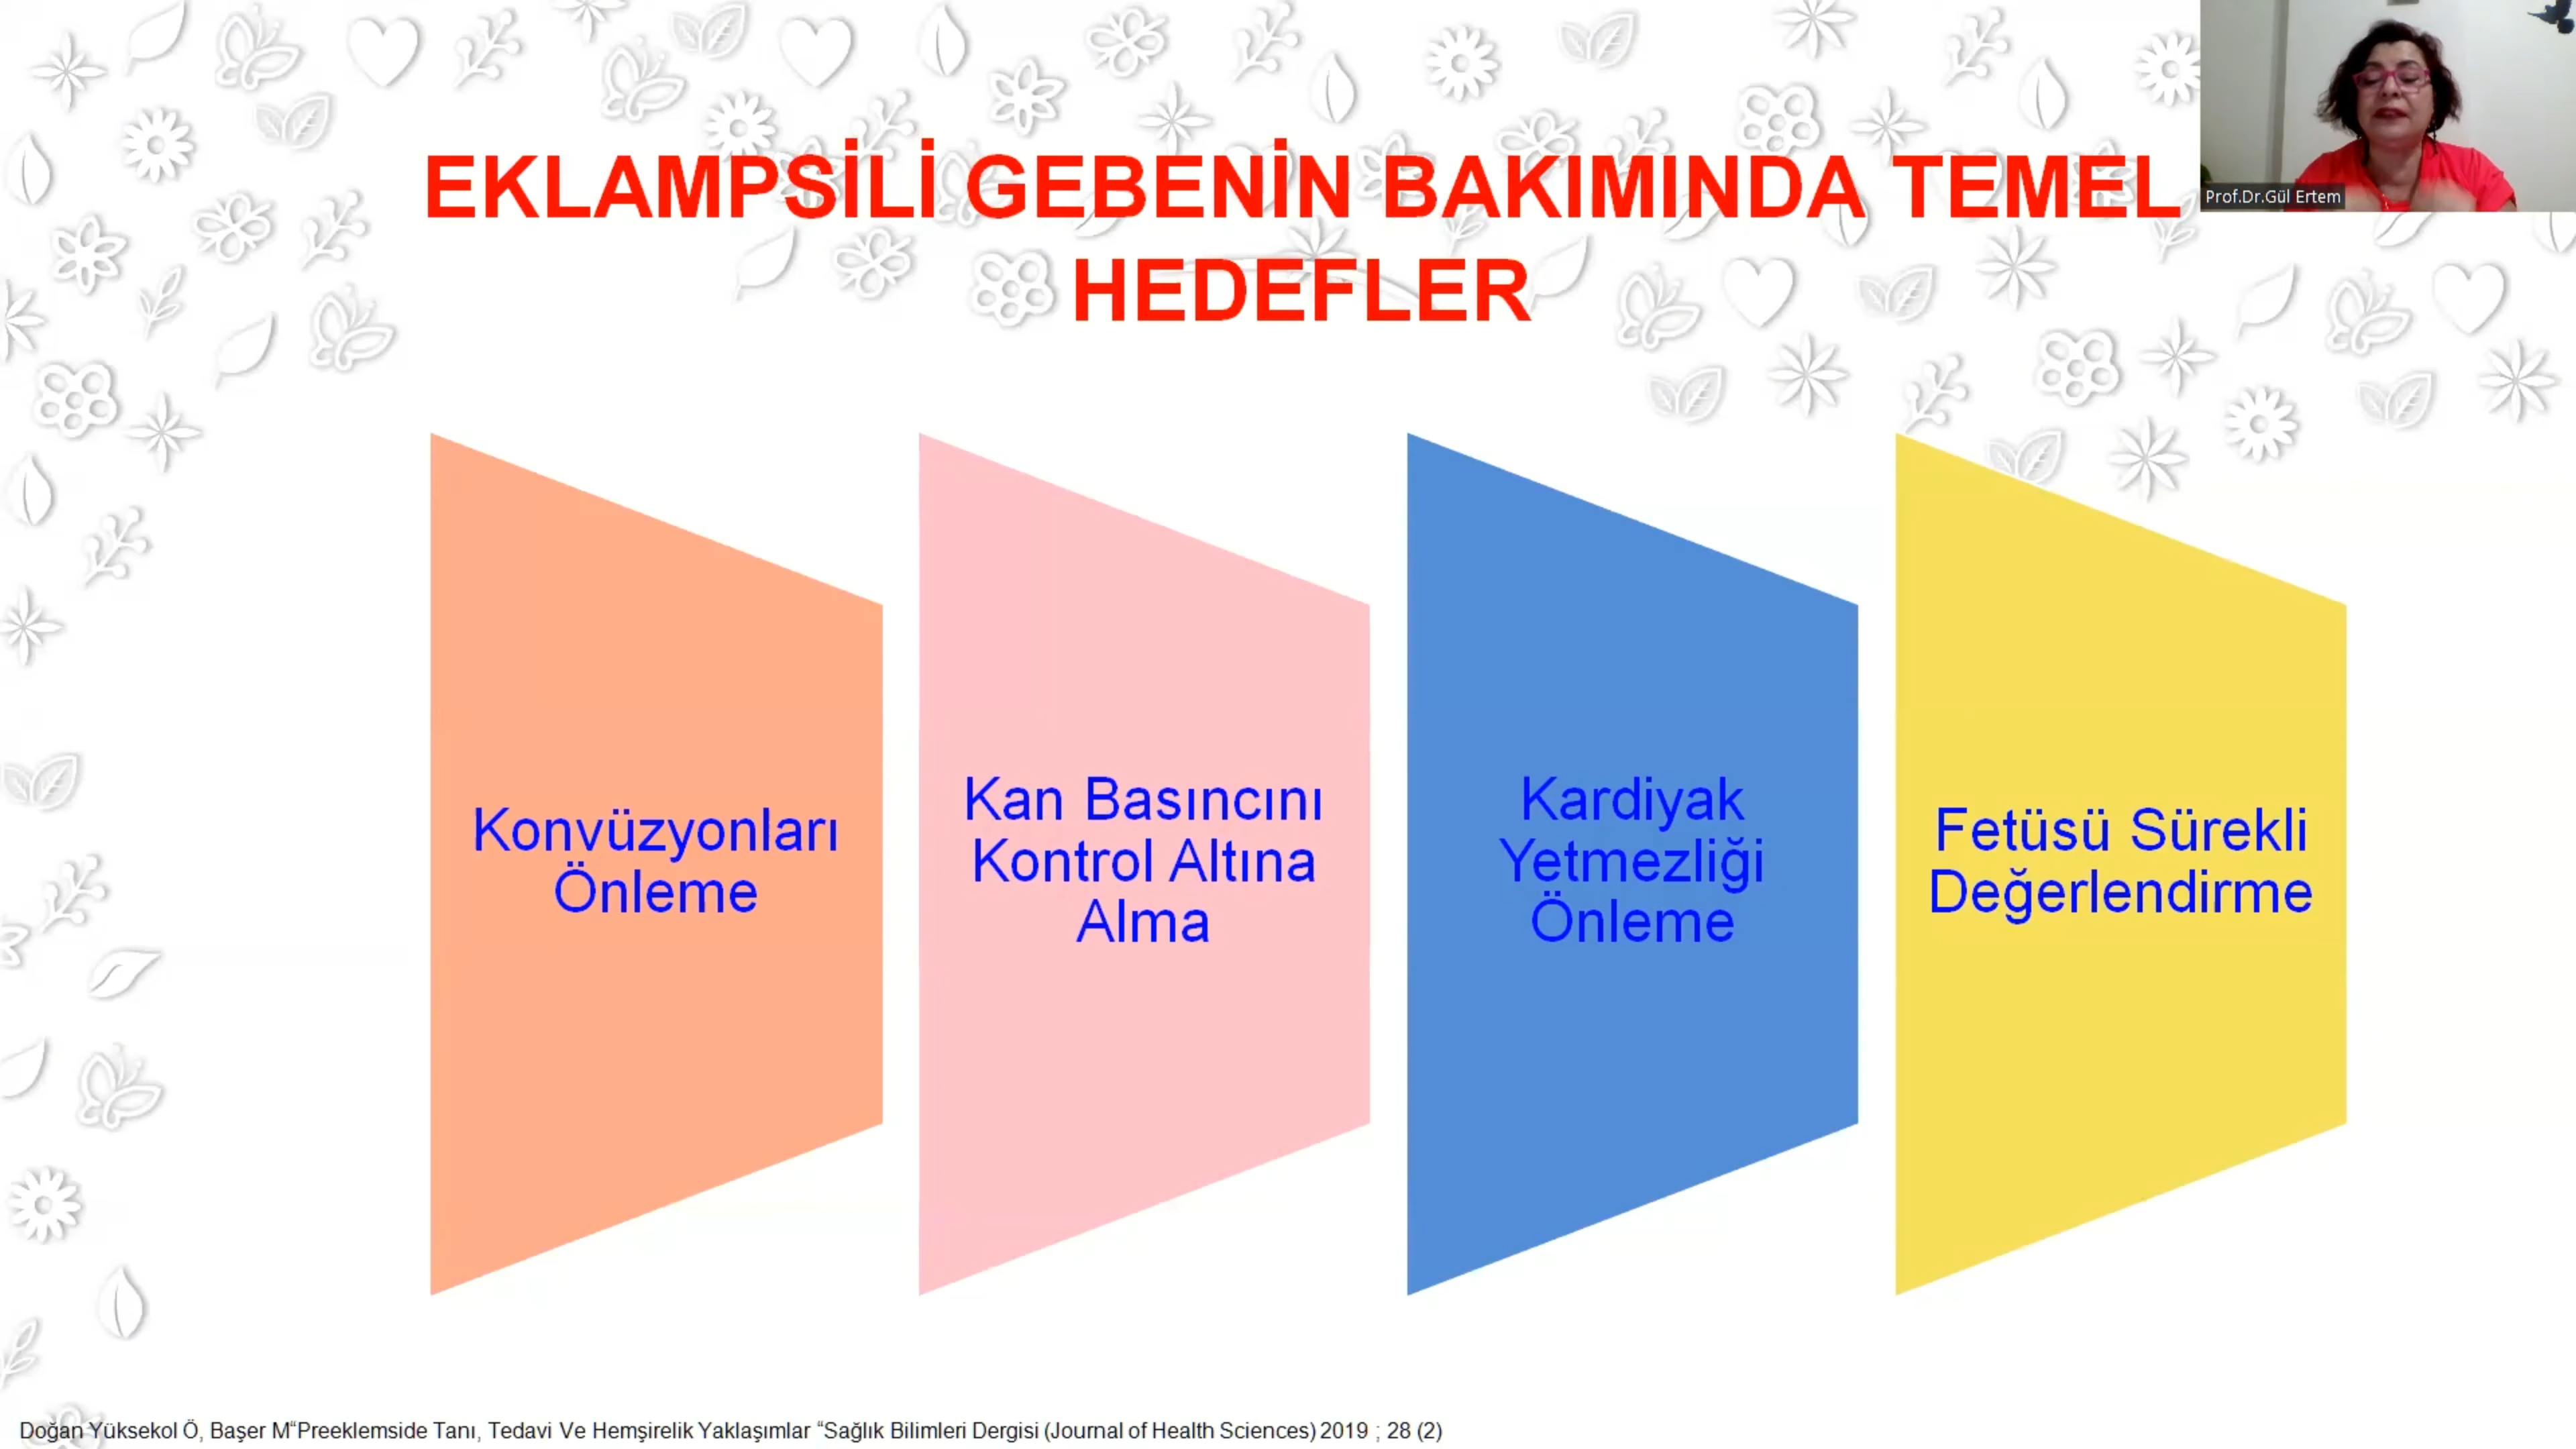 EKLAMPSİLİ GEBENİN BAKIMINDA TEMEL
HEDEFLER
Prof.Dr.Gül Ertem
Konvüzyonları
Önleme
Kan Basıncını
Kontrol Altına
Alma
Kardiyak
Yetmezliği
Önleme
Fetüsü Sürekli
Değerlendirme
Doğan Yüksekol Ö, Başer M“Preeklemside Tanı, Tedavi Ve Hemşirelik Yaklaşımlar “Sağlık Bilimleri Dergisi (Journal of Health Sciences) 2019 ; 28 (2)